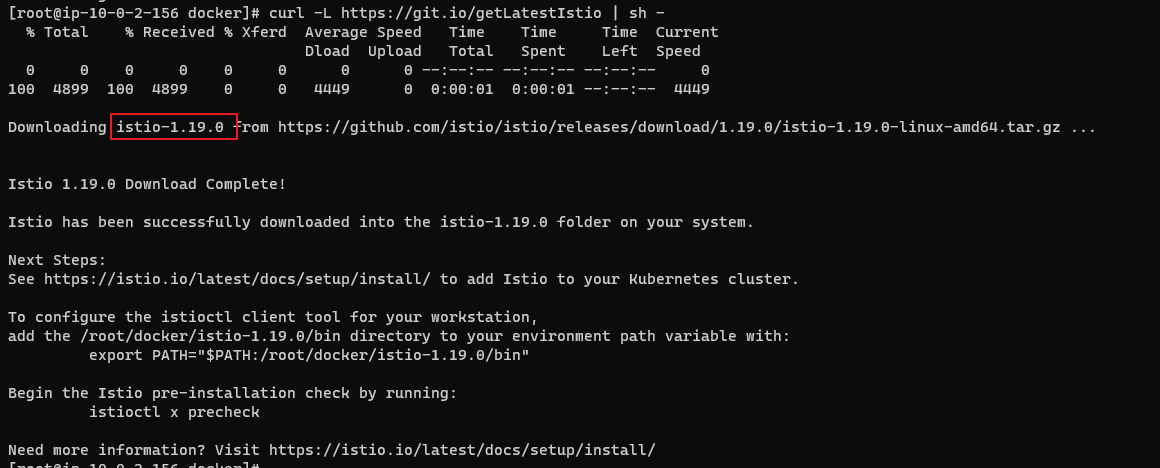 [root@ip-10-0-2-156 docker]# curl -L https://git.io/getLatestIstio | sh -
  % Total    % Received % Xferd  Average Speed   Time    Time     Time  Current
                                 Dload  Upload   Total   Spent    Left  Speed
  0     0    0     0    0     0      0      0 --:--:-- --:--:-- --:--:--     0
100  4899  100  4899    0     0   4449      0  0:00:01  0:00:01 --:--:--  4449
Downloading istio-1.19.0 from https://github.com/istio/istio/releases/download/1.19.0/istio-1.19.0-linux-amd64.tar.gz ...
Istio 1.19.0 Download Complete!
Istio has been successfully downloaded into the istio-1.19.0 folder on your system.
Next Steps:
See https://istio.io/latest/docs/setup/install/ to add Istio to your Kubernetes cluster.
To configure the istioctl client tool for your workstation,
add the /root/docker/istio-1.19.0/bin directory to your environment path variable with:
         export PATH="$PATH:/root/docker/istio-1.19.0/bin"
Begin the Istio pre-installation check by running:
         istioctl x precheck
Need more information? Visit https://istio.io/latest/docs/setup/install/
[root@ip-10-0-2-156 docker]#